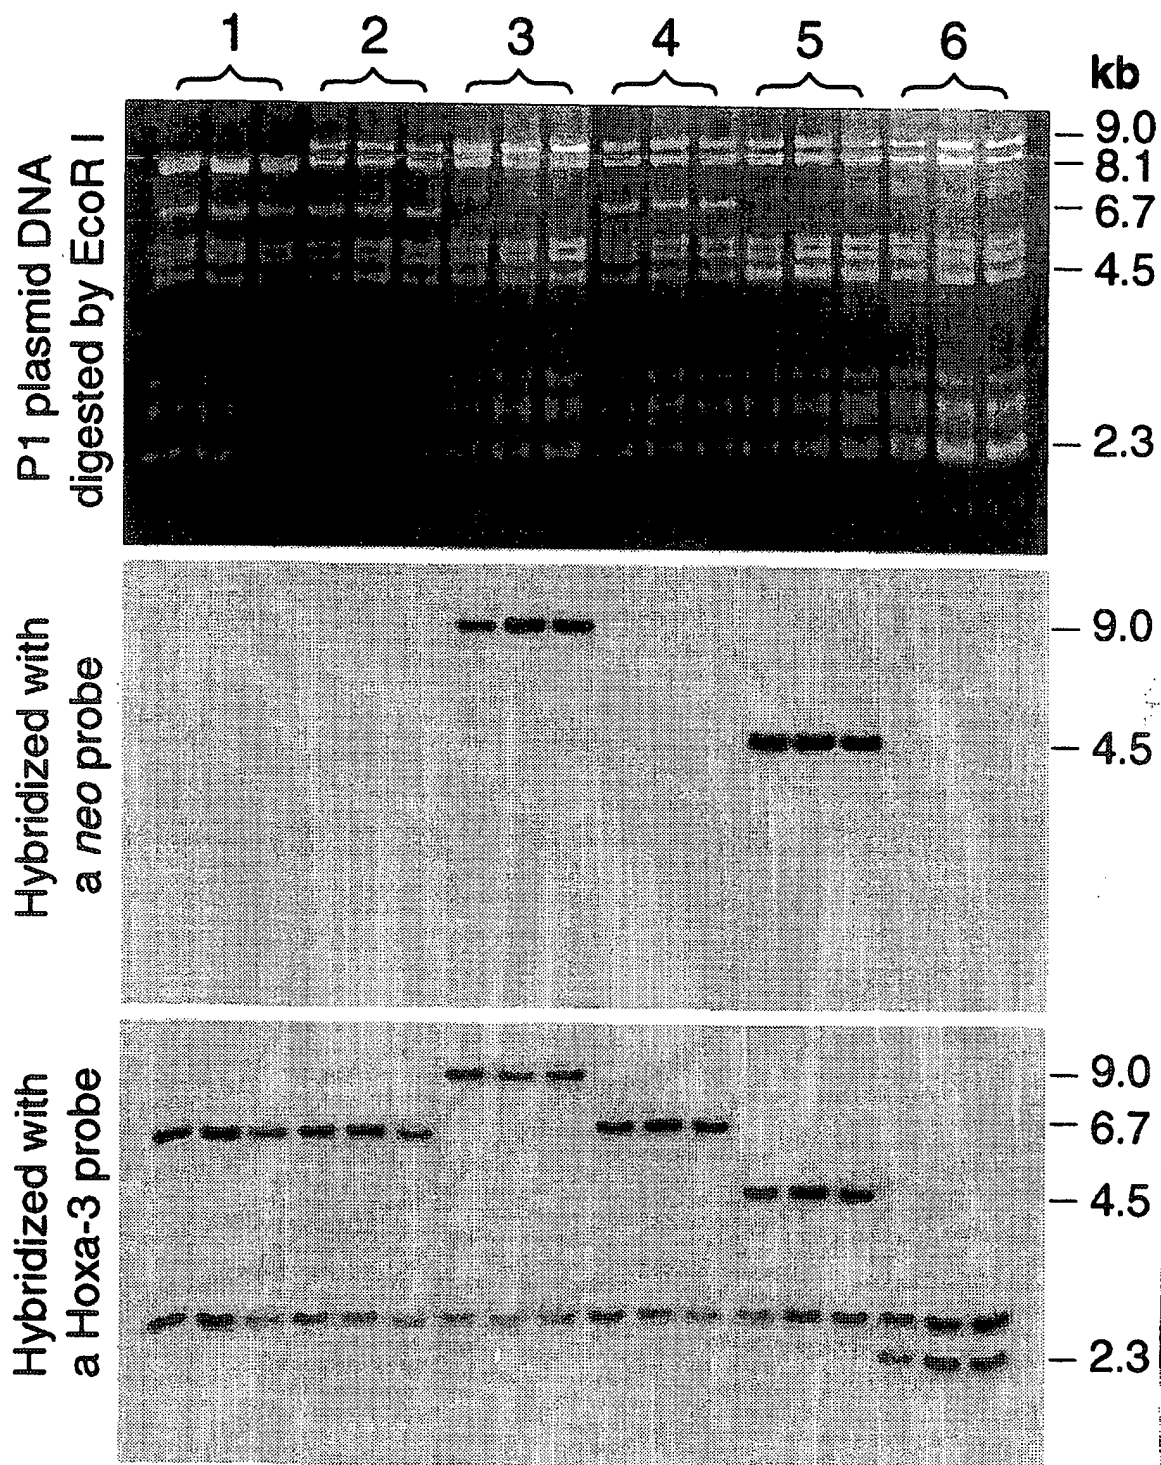 1 2 3 4 5 6
kb
P1 plasmid DNA
digested by EcoR I
9.0
8.1
6.7
4.5
2.3
Hybridized with
a neo probe
9.0
4.5
Hybridized with
a Hoxa-3 probe
9.0
6.7
4.5
2.3